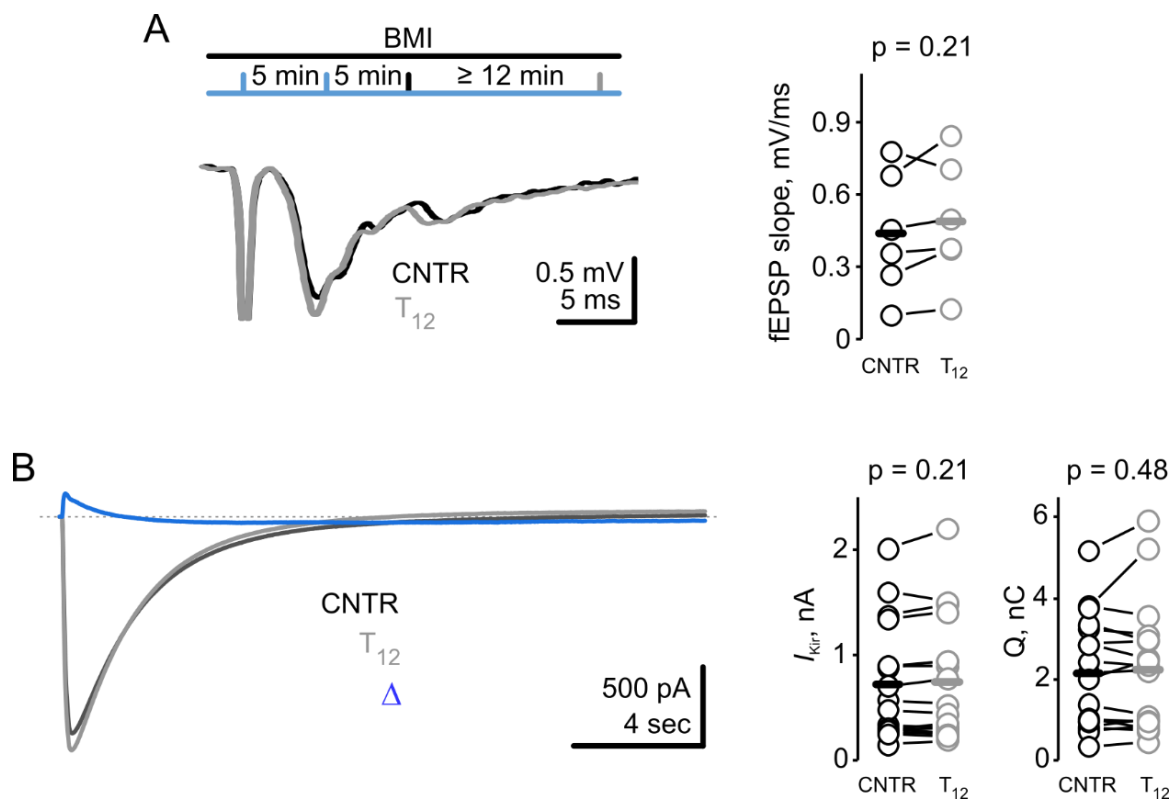 A
BMI
5 min 5 min ≥ 12 min
CNTR
T₁₂
0.5 mV
5 ms
p = 0.21
fEPSP slope, mV/ms
0.9
0.6
0.3
0
CNTR T₁₂
B
CNTR
T₁₂
Δ
500 pA
4 sec
p = 0.21
I_Kir, nA
2
1
0
CNTR T₁₂
p = 0.48
Q, nC
6
4
2
0
CNTR T₁₂